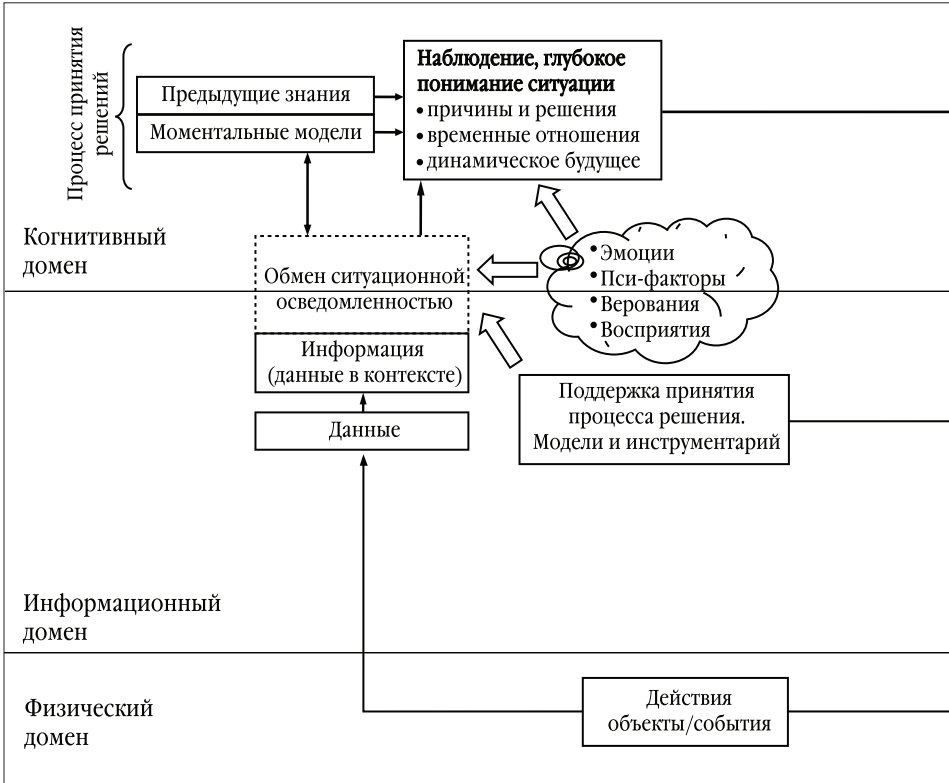 Процесс принятия
решений
Предыдущие знания
Моментальные модели
Наблюдение, глубокое
понимание ситуации
• причины и решения
• временные отношения
• динамическое будущее
Когнитивный
домен
Обмен ситуационной
осведомленностью
• Эмоции
• Пси-факторы
• Верования
• Восприятия
Информация
(данные в контексте)
Данные
Поддержка принятия
процесса решения.
Модели и инструментарий
Информационный
домен
Физический
домен
Действия
объекты/события